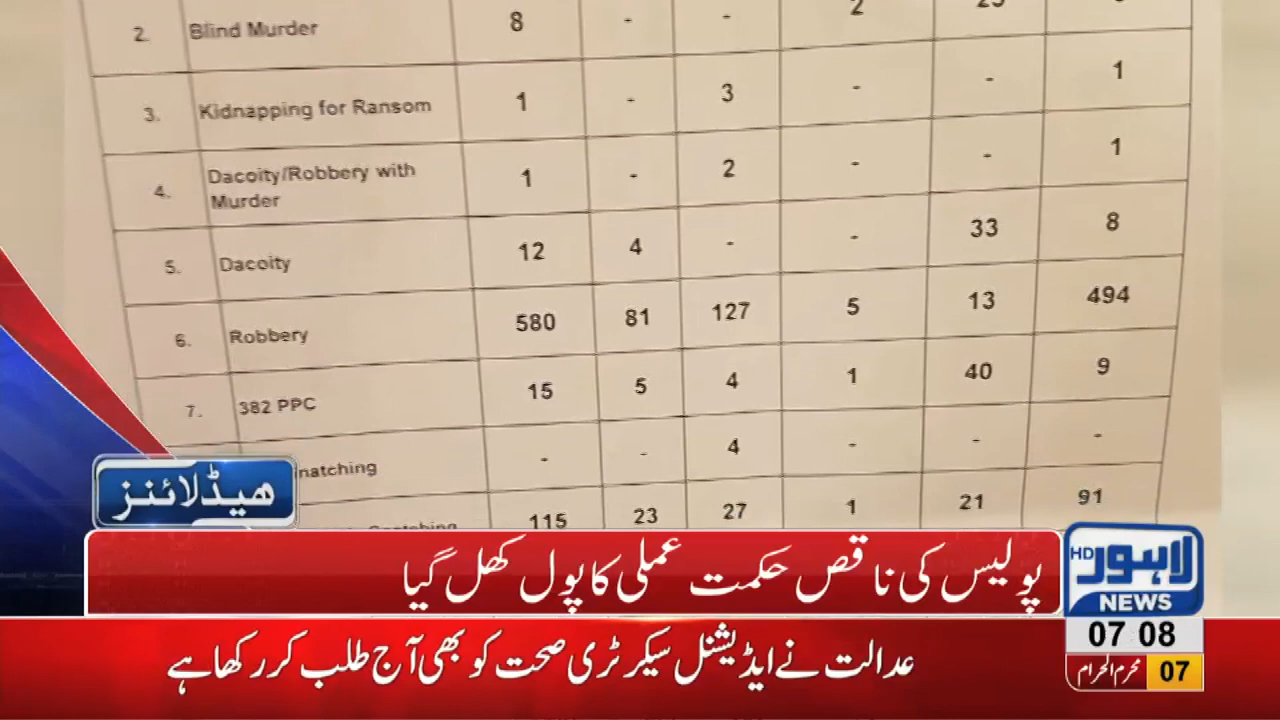 2. Blind Murder 8 - - 2
3. Kidnapping for Ransom 1 - 3 - - 1
4. Dacoity/Robbery with Murder 1 - 2 - - 1
5. Dacoity 12 4 - - 33 8
6. Robbery 580 81 127 5 13 494
7. 382 PPC 15 5 4 1 40 9
natching - - 4 - - -
115 23 27 1 21 91
ھیڈلائنز
پولیس کی ناقص حکمت عملی کا پول کھل گیا
HD لاہور
NEWS
عدالت نے ایڈیشنل سیکرٹری صحت کو بھی آج طلب کر رکھا ہے
07 08
محرم الحرام 07